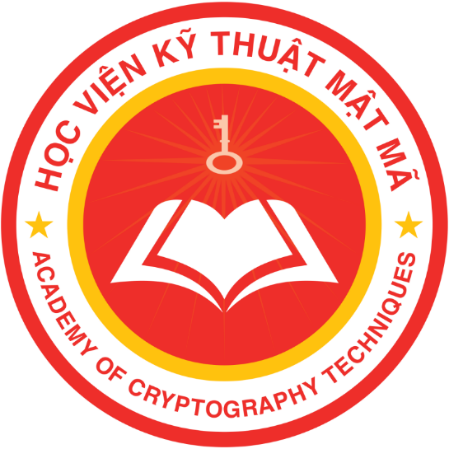 HỌC VIỆN KỸ THUẬT MẬT MÃ
ACADEMY OF CRYPTOGRAPHY TECHNIQUES